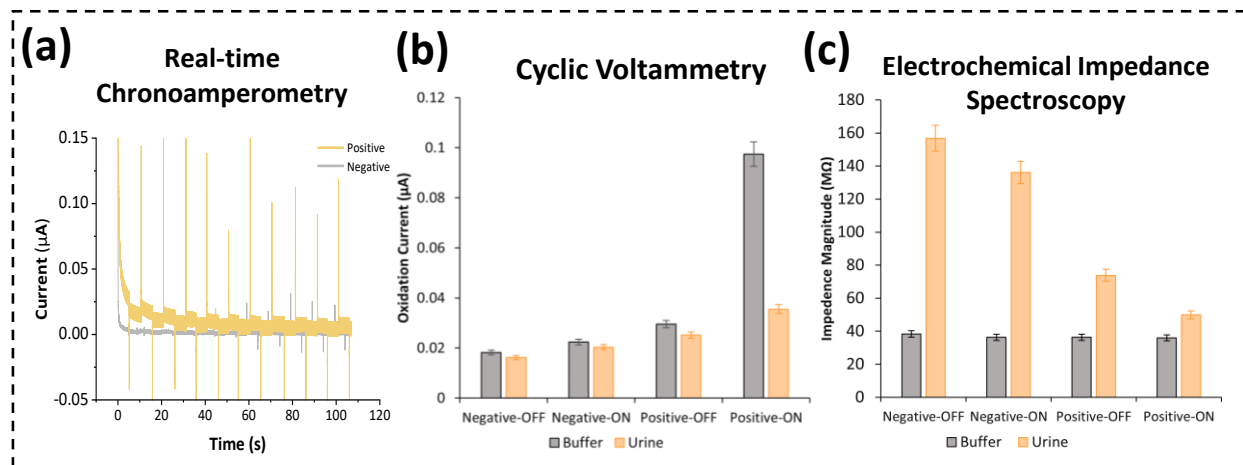 (a)
Real-time
Chronoamperometry
0.15
0.10
0.05
0.00
-0.05
Current (µA)
Positive
Negative
0 20 40 60 80 100 120
Time (s)
(b)
Cyclic Voltammetry
0.12
0.1
0.08
0.06
0.04
0.02
0
Oxidation Current (µA)
Negative-OFF Negative-ON Positive-OFF Positive-ON
Buffer Urine
(c)
Electrochemical Impedance
Spectroscopy
180
160
140
120
100
80
60
40
20
0
Impedence Magnitude (MΩ)
Negative-OFF Negative-ON Positive-OFF Positive-ON
Buffer Urine